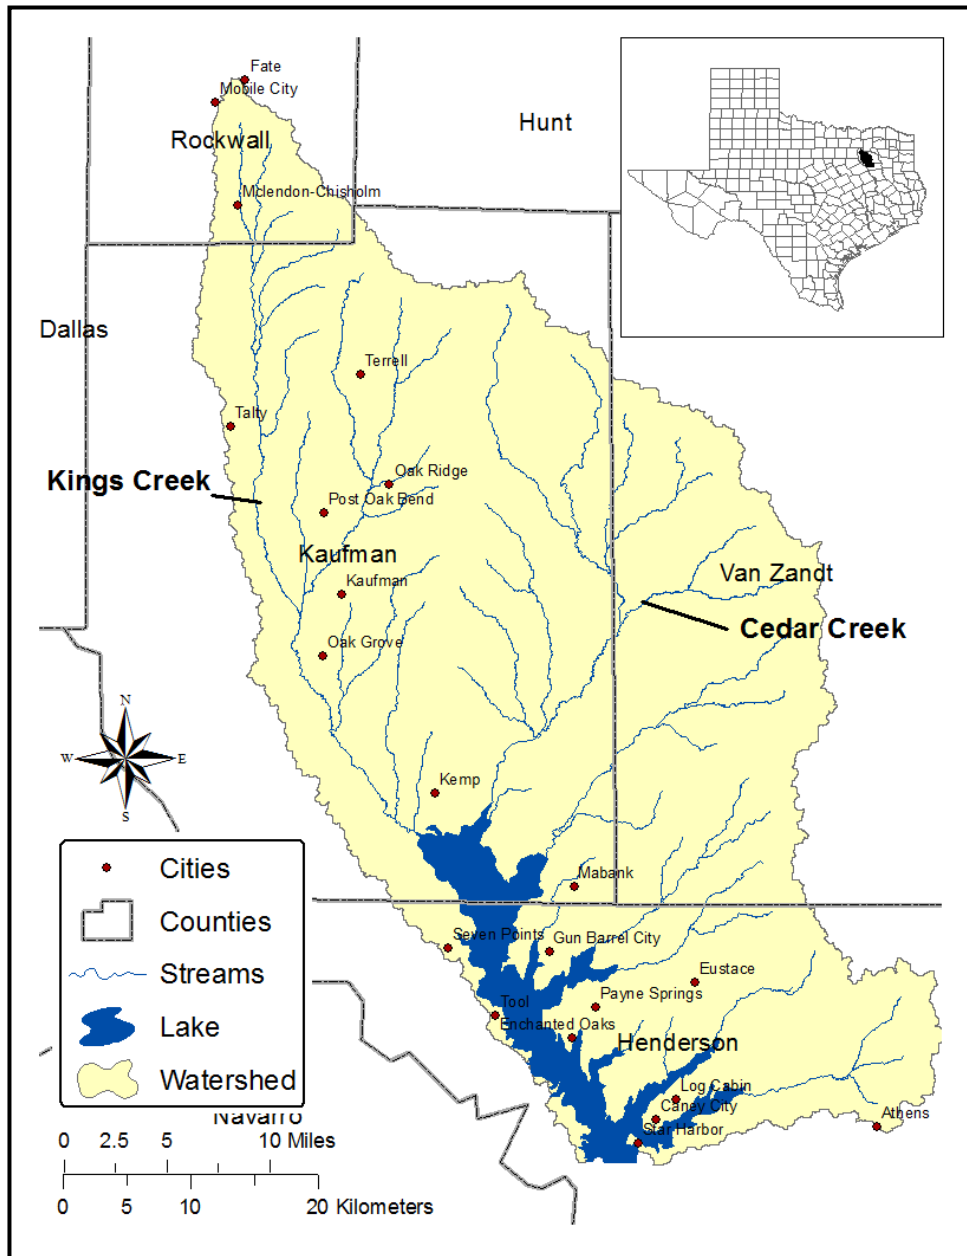 Fate
Mobile City
Rockwall
Hunt
Mclendon-Chisholm
Dallas
Terrell
Talty
Oak Ridge
Kings Creek
Post Oak Bend
Kaufman
Kaufman
Van Zandt
Cedar Creek
Oak Grove
N
W
E
S
Kemp
Cities
Mabank
Counties
Seven Points
Gun Barrel City
Streams
Eustace
Payne Springs
Tool
Enchanted Oaks
Lake
Henderson
Watershed
Log Cabin
Caney City
Athens
Star Harbor
Navarro
0 2.5 5 10 Miles
0 5 10 20 Kilometers